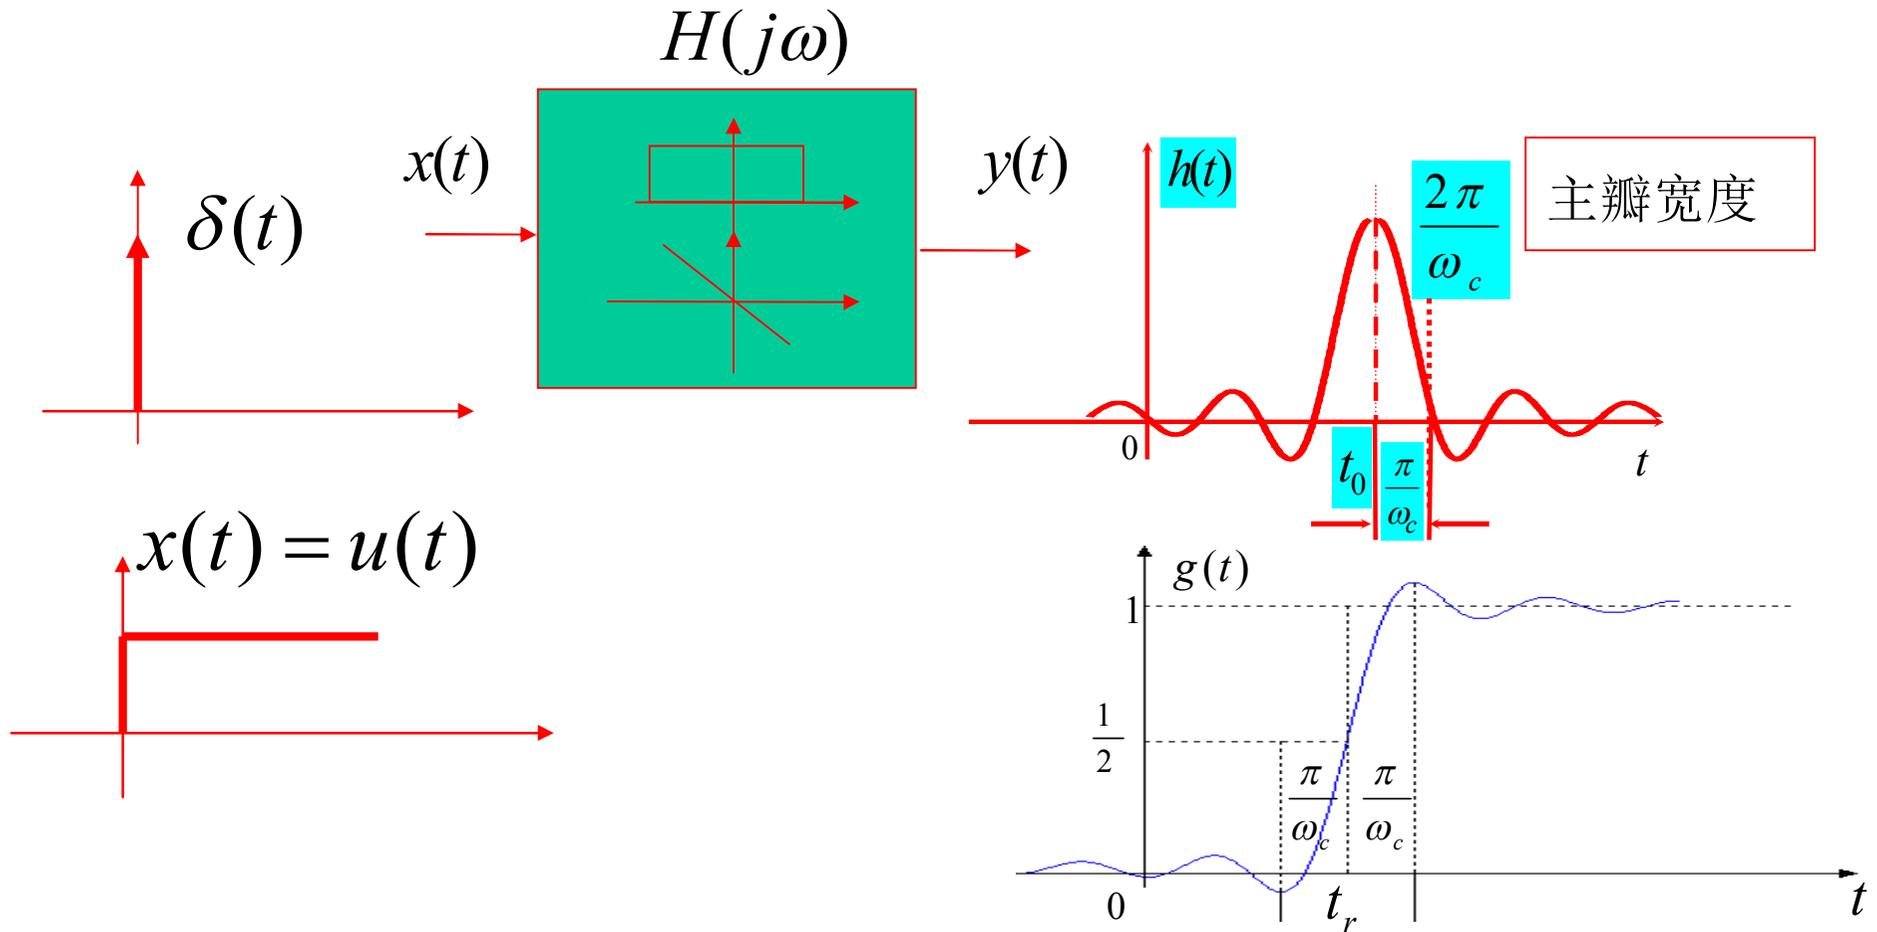 H(jω)
x(t)
y(t)
δ(t)
h(t)
2π
ω_c
主瓣宽度
0
t_0
π
ω_c
t
x(t) = u(t)
g(t)
1
1
2
π
ω_c
π
ω_c
0
t_r
t